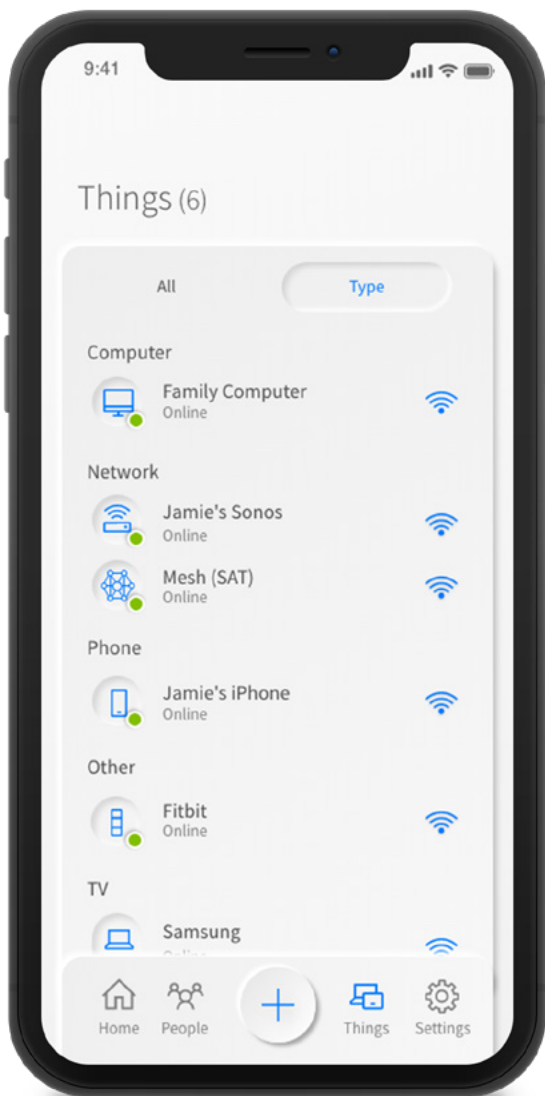 9:41
Things (6)
All
Type
Computer
Family Computer
Online
Network
Jamie's Sonos
Online
Mesh (SAT)
Online
Phone
Jamie's iPhone
Online
Other
Fitbit
Online
TV
Samsung
Home
People
Things
Settings